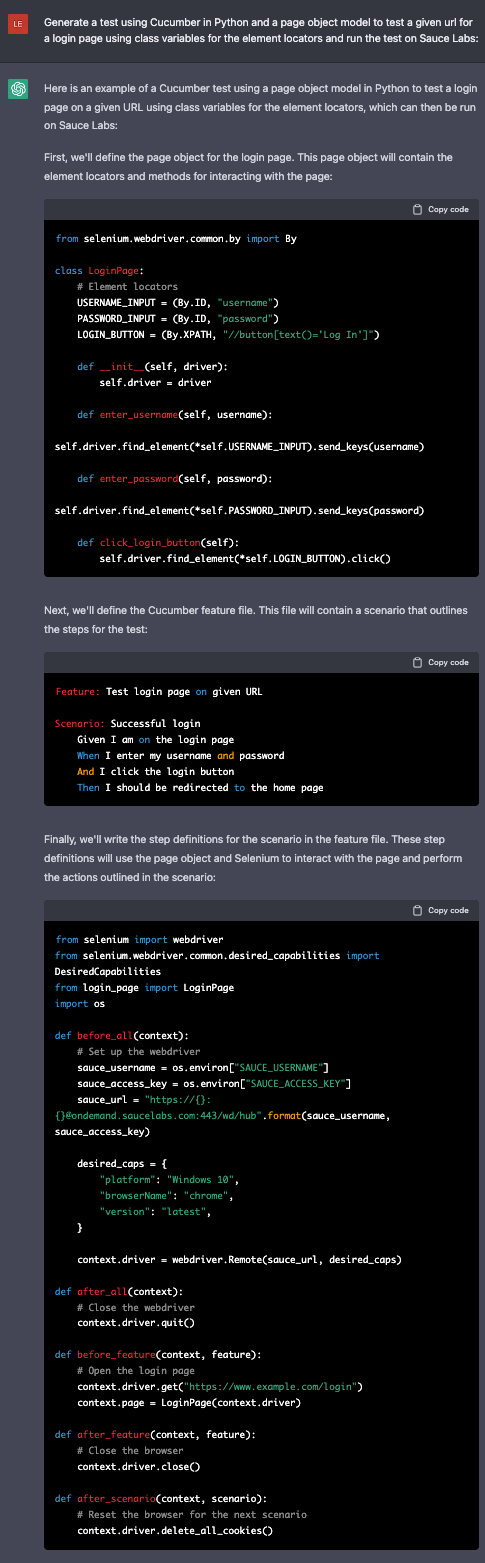 LE
Generate a test using Cucumber in Python and a page object model to test a given url for
a login page using class variables for the element locators and run the test on Sauce Labs:
Here is an example of a Cucumber test using a page object model in Python to test a login
page on a given URL using class variables for the element locators, which can then be run
on Sauce Labs:
First, we'll define the page object for the login page. This page object will contain the
element locators and methods for interacting with the page:
Copy code
from selenium.webdriver.common.by import By
class LoginPage:
# Element locators
USERNAME_INPUT = (By.ID, "username")
PASSWORD_INPUT = (By.ID, "password")
LOGIN_BUTTON = (By.XPATH, "//button[text()='Log In']")
def __init__(self, driver):
self.driver = driver
def enter_username(self, username):
self.driver.find_element(*self.USERNAME_INPUT).send_keys(username)
def enter_password(self, password):
self.driver.find_element(*self.PASSWORD_INPUT).send_keys(password)
def click_login_button(self):
self.driver.find_element(*self.LOGIN_BUTTON).click()
Next, we'll define the Cucumber feature file. This file will contain a scenario that outlines
the steps for the test:
Copy code
Feature: Test login page on given URL
Scenario: Successful login
Given I am on the login page
When I enter my username and password
And I click the login button
Then I should be redirected to the home page
Finally, we'll write the step definitions for the scenario in the feature file. These step
definitions will use the page object and Selenium to interact with the page and perform
the actions outlined in the scenario:
Copy code
from selenium import webdriver
from selenium.webdriver.common.desired_capabilities import
DesiredCapabilities
from login_page import LoginPage
import os
def before_all(context):
# Set up the webdriver
sauce_username = os.environ["SAUCE_USERNAME"]
sauce_access_key = os.environ["SAUCE_ACCESS_KEY"]
sauce_url = "https://{}:
{}@ondemand.saucelabs.com:443/wd/hub".format(sauce_username,
sauce_access_key)
desired_caps = {
"platform": "Windows 10",
"browserName": "chrome",
"version": "latest",
}
context.driver = webdriver.Remote(sauce_url, desired_caps)
def after_all(context):
# Close the webdriver
context.driver.quit()
def before_feature(context, feature):
# Open the login page
context.driver.get("https://www.example.com/login")
context.page = LoginPage(context.driver)
def after_feature(context, feature):
# Close the browser
context.driver.close()
def after_scenario(context, scenario):
# Reset the browser for the next scenario
context.driver.delete_all_cookies()